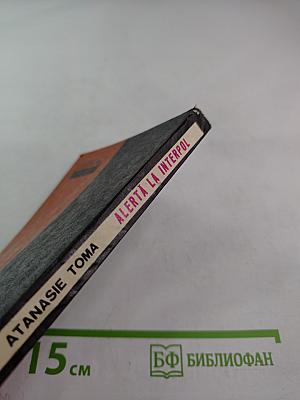 ATANASIE TOMA ALERTĂ LA INTERPOL
15 см
БФ БИБЛИОФАН